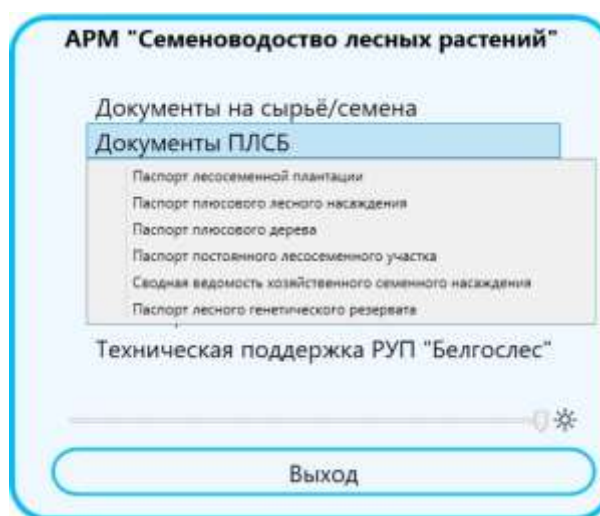 АРМ "Семеноводство лесных растений"
Документы на сырьё/семена
Документы ПЛСБ
Паспорт лесосеменной плантации
Паспорт плюсового лесного насаждения
Паспорт плюсового дерева
Паспорт постоянного лесосеменного участка
Сводная ведомость хозяйственного семенного насаждения
Паспорт лесного генетического резервата
Техническая поддержка РУП "Белгослес"
Выход